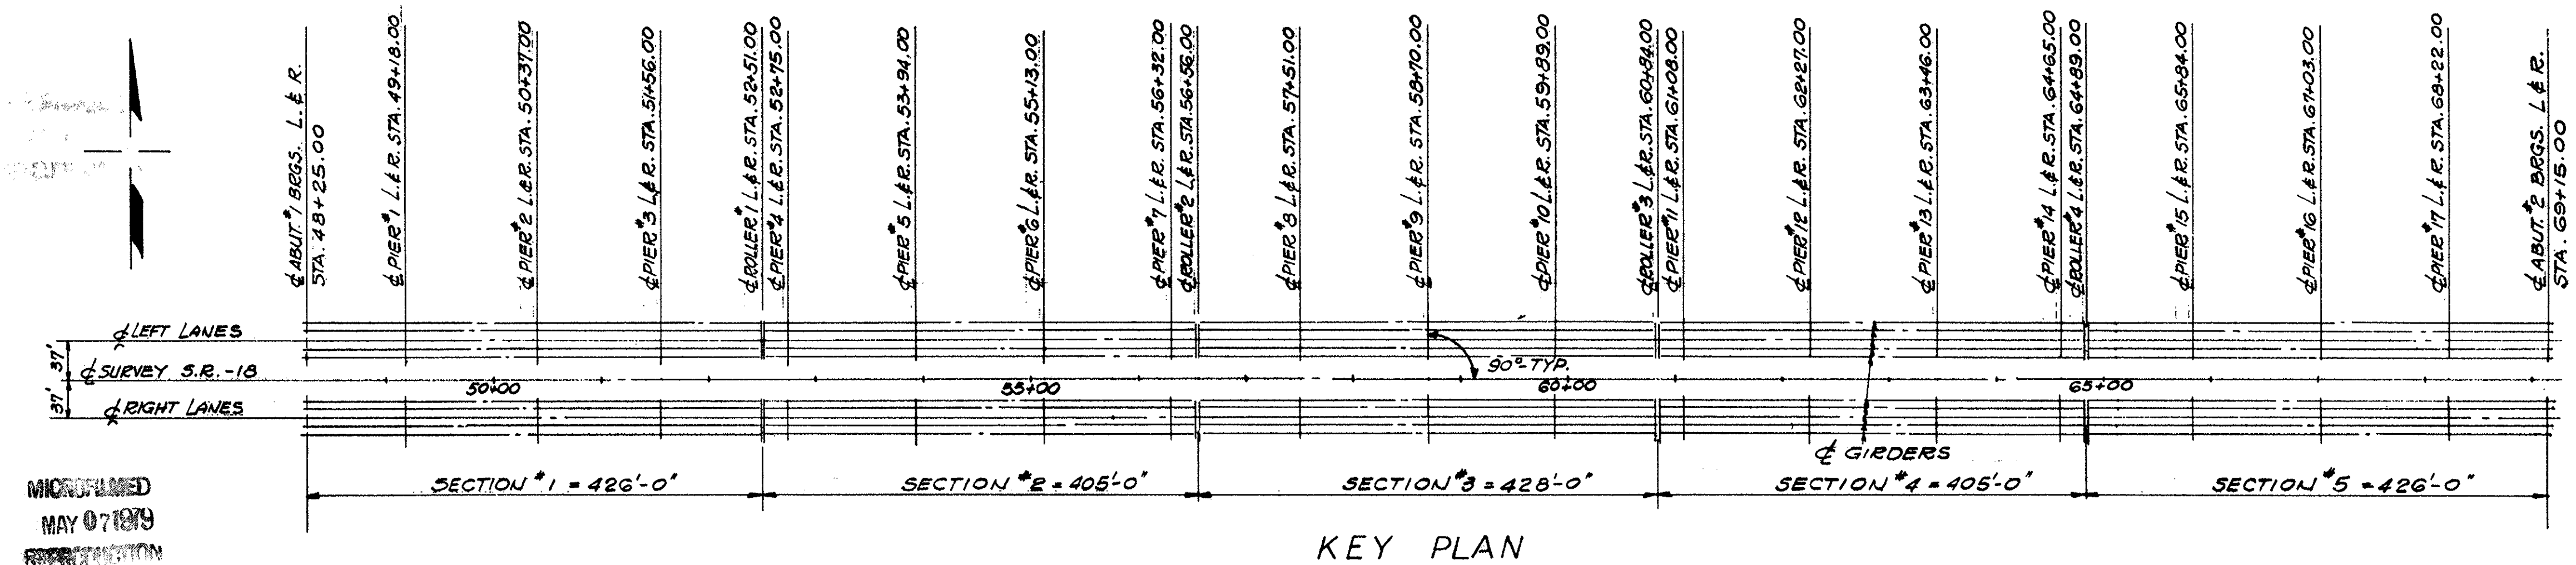 ℄ ABUT. #1 BRGS. L. & R.
STA. 48+25.00
℄ PIER #1 L. & R. STA. 49+18.00
℄ PIER #2 L. & R. STA. 50+37.00
℄ PIER #3 L. & R. STA. 51+56.00
℄ ROLLER #1 L. & R. STA. 52+51.00
℄ PIER #4 L. & R. STA. 52+75.00
℄ PIER #5 L. & R. STA. 53+94.00
℄ PIER #6 L. & R. STA. 55+13.00
℄ PIER #7 L. & R. STA. 56+32.00
℄ ROLLER #2 L. & R. STA. 56+56.00
℄ PIER #8 L. & R. STA. 57+51.00
℄ PIER #9 L. & R. STA. 58+70.00
℄ PIER #10 L. & R. STA. 59+89.00
℄ ROLLER #3 L. & R. STA. 60+84.00
℄ PIER #11 L. & R. STA. 61+08.00
℄ PIER #12 L. & R. STA. 62+27.00
℄ PIER #13 L. & R. STA. 63+46.00
℄ PIER #14 L. & R. STA. 64+65.00
℄ ROLLER #4 L. & R. STA. 64+89.00
℄ PIER #15 L. & R. STA. 65+84.00
℄ PIER #16 L. & R. STA. 67+03.00
℄ PIER #17 L. & R. STA. 68+22.00
℄ ABUT. #2 BRGS. L. & R.
STA. 69+15.00
℄ LEFT LANES
37'
℄ SURVEY S.R.-18
37'
℄ RIGHT LANES
50+00
55+00
90°-TYP.
60+00
65+00
℄ GIRDERS
SECTION #1 = 426'-0"
SECTION #2 = 405'-0"
SECTION #3 = 428'-0"
SECTION #4 = 405'-0"
SECTION #5 = 426'-0"
MICROFILMED
MAY 07 1979
REPRODUCTION
KEY PLAN